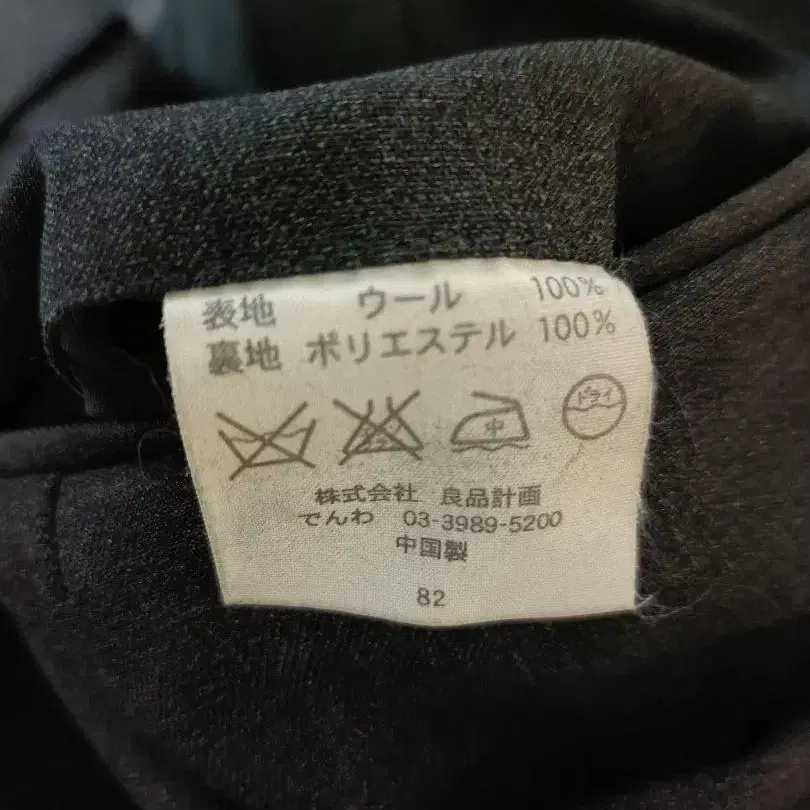 表地 ウール 100%
裏地 ポリエステル 100%
中 ドライ
株式会社 良品計画
でんわ 03-3989-5200
中国製
82